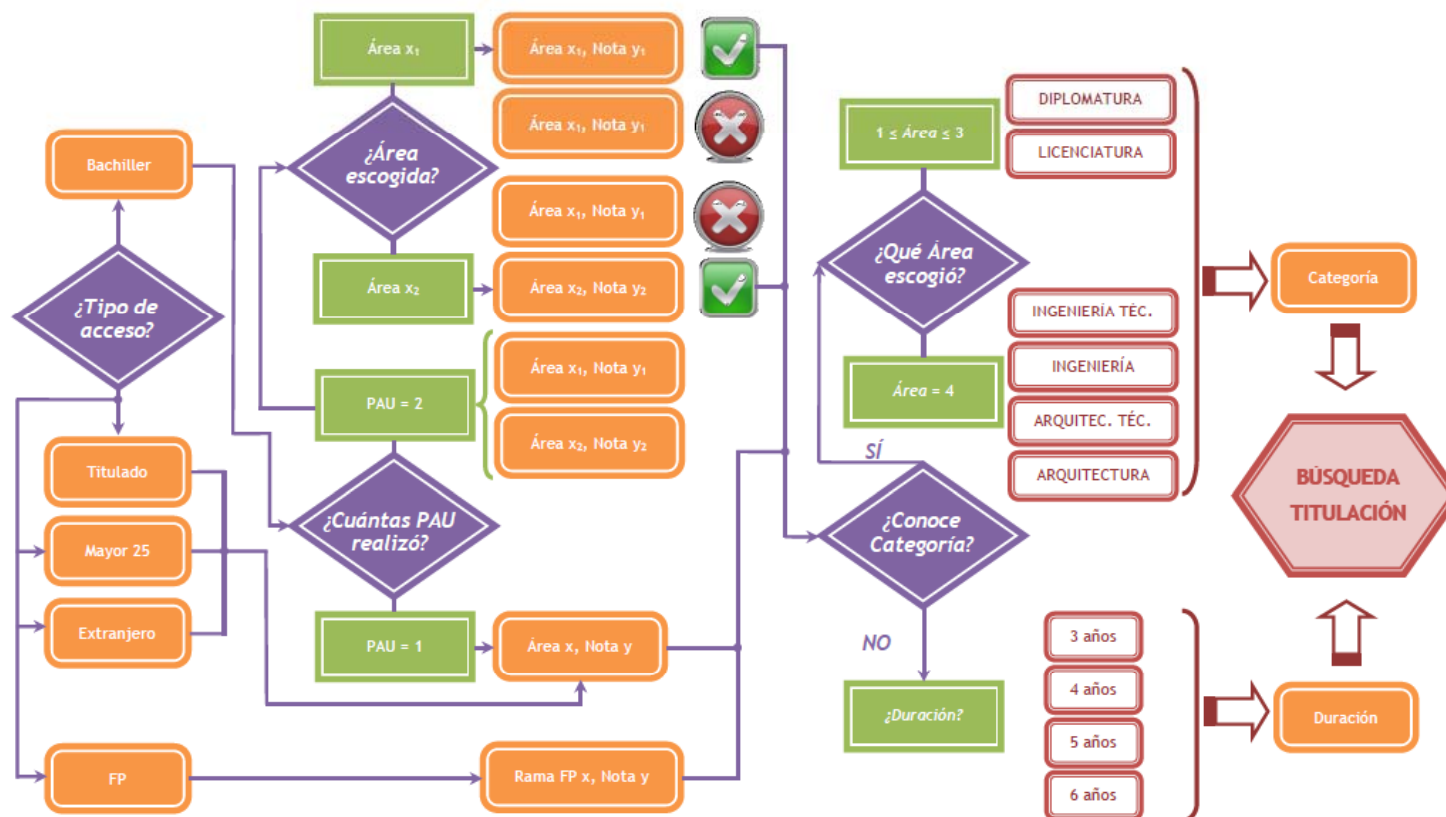 Bachiller
¿Tipo de
acceso?
Titulado
Mayor 25
Extranjero
FP
Área x₁
¿Área
escogida?
Área x₂
PAU = 2
¿Cuántas PAU
realizó?
PAU = 1
Área x₁, Nota y₁
Área x₁, Nota y₁
Área x₁, Nota y₁
Área x₂, Nota y₂
Área x₁, Nota y₁
Área x₂, Nota y₂
Área x, Nota y
Rama FP x, Nota y
1 ≤ Área ≤ 3
¿Qué Área
escogió?
Área = 4
SÍ
¿Conoce
Categoría?
NO
¿Duración?
DIPLOMATURA
LICENCIATURA
INGENIERÍA TÉC.
INGENIERÍA
ARQUITEC. TÉC.
ARQUITECTURA
3 años
4 años
5 años
6 años
Categoría
BÚSQUEDA
TITULACIÓN
Duración